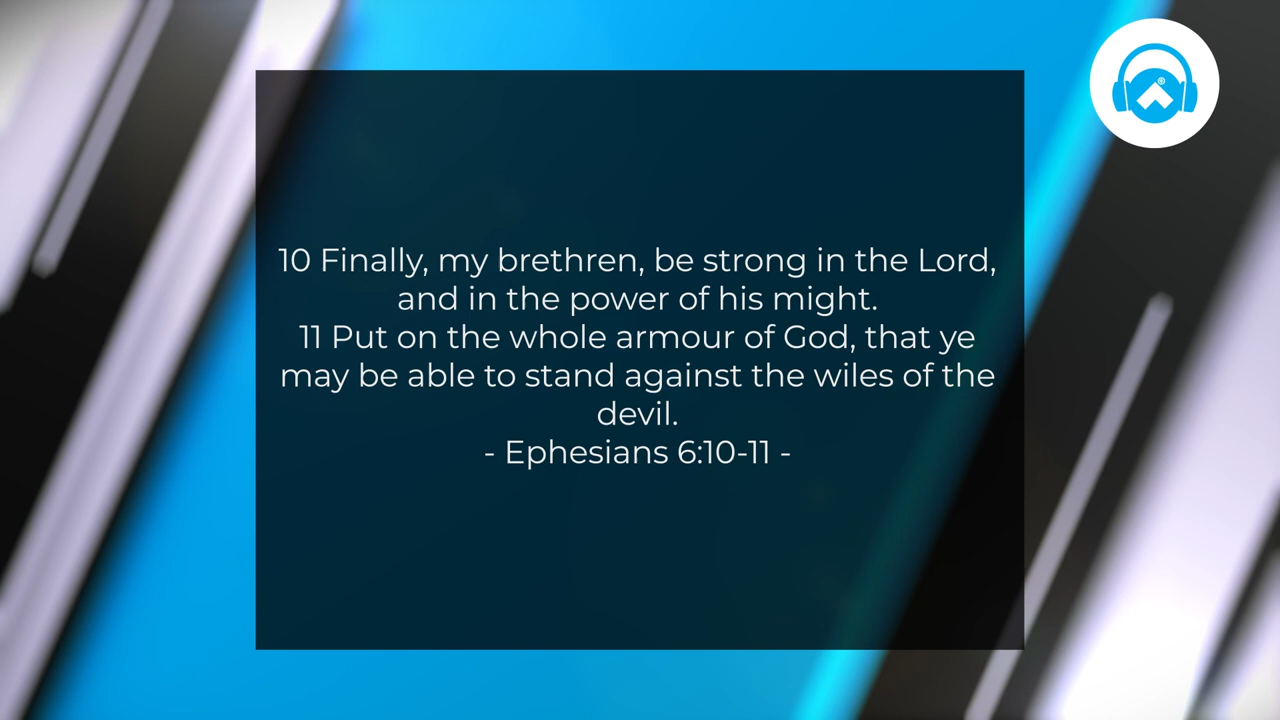 10 Finally, my brethren, be strong in the Lord,
and in the power of his might.
11 Put on the whole armour of God, that ye
may be able to stand against the wiles of the
devil.
- Ephesians 6:10-11 -
®